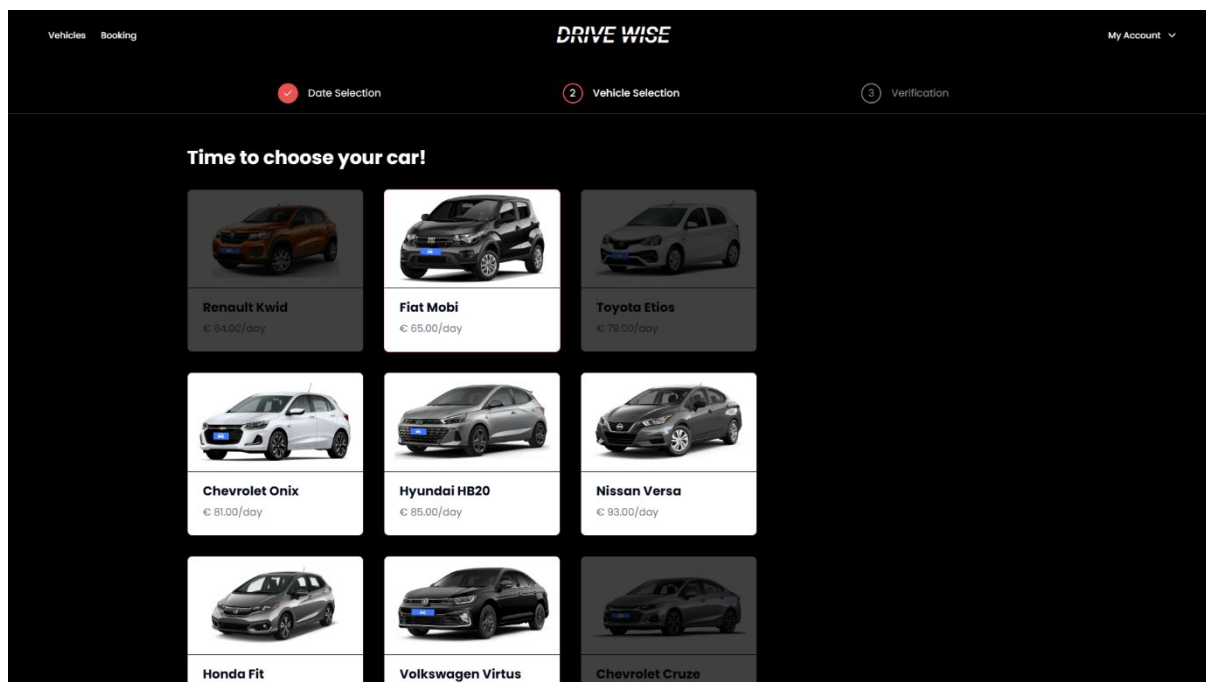 Vehicles Booking DRIVE WISE My Account
Date Selection 2 Vehicle Selection 3 Verification
Time to choose your car!
Renault Kwid Fiat Mobi Toyota Etios
€ 64.00/day € 65.00/day € 79.00/day
Chevrolet Onix Hyundai HB20 Nissan Versa
€ 81.00/day € 85.00/day € 93.00/day
Honda Fit Volkswagen Virtus Chevrolet Cruze